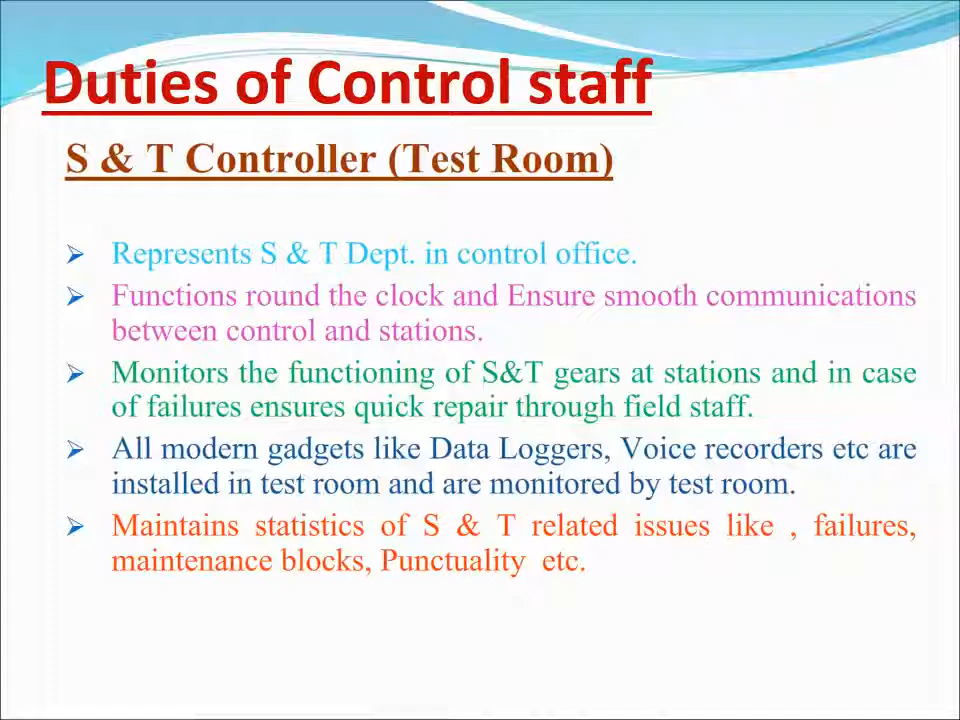 Duties of Control staff
S & T Controller (Test Room)
Represents S & T Dept. in control office.
Functions round the clock and Ensure smooth communications
between control and stations.
Monitors the functioning of S&T gears at stations and in case
of failures ensures quick repair through field staff.
All modern gadgets like Data Loggers, Voice recorders etc are
installed in test room and are monitored by test room.
Maintains statistics of S & T related issues like , failures,
maintenance blocks, Punctuality etc.